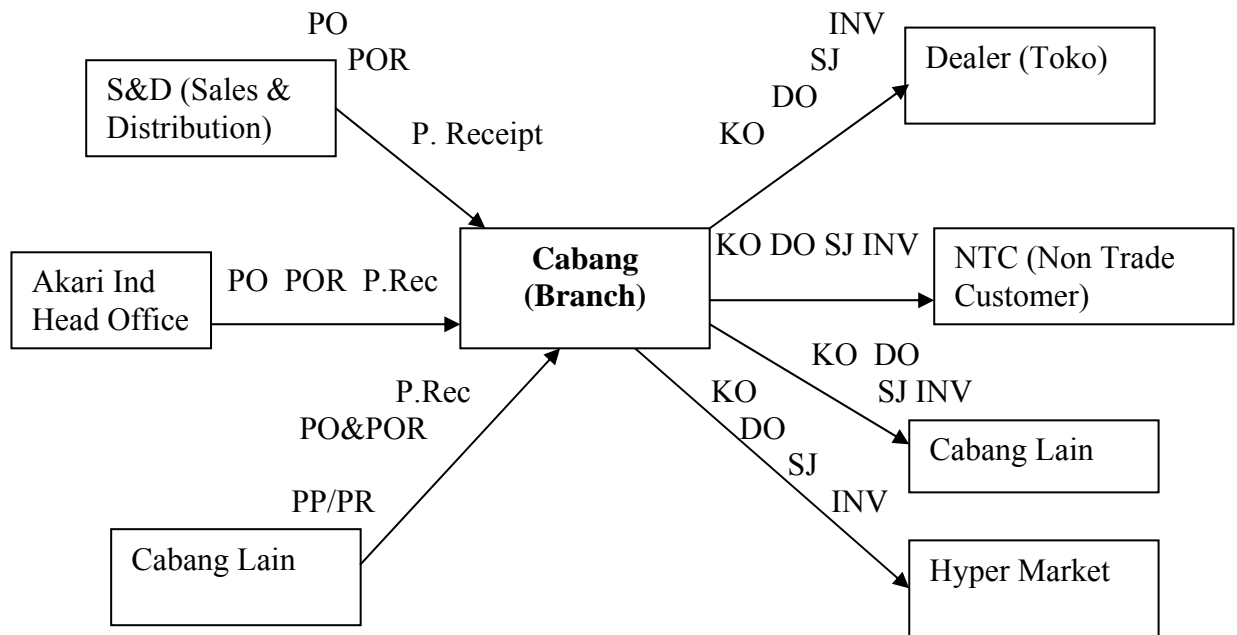 PO
POR
S&D (Sales &
Distribution)
P. Receipt
INV
SJ
DO
KO
Dealer (Toko)
Akari Ind
Head Office
PO POR P.Rec
Cabang
(Branch)
KO DO SJ INV
NTC (Non Trade
Customer)
P.Rec
PO&POR
PP/PR
Cabang Lain
KO DO
SJ INV
Cabang Lain
KO
DO
SJ
INV
Hyper Market